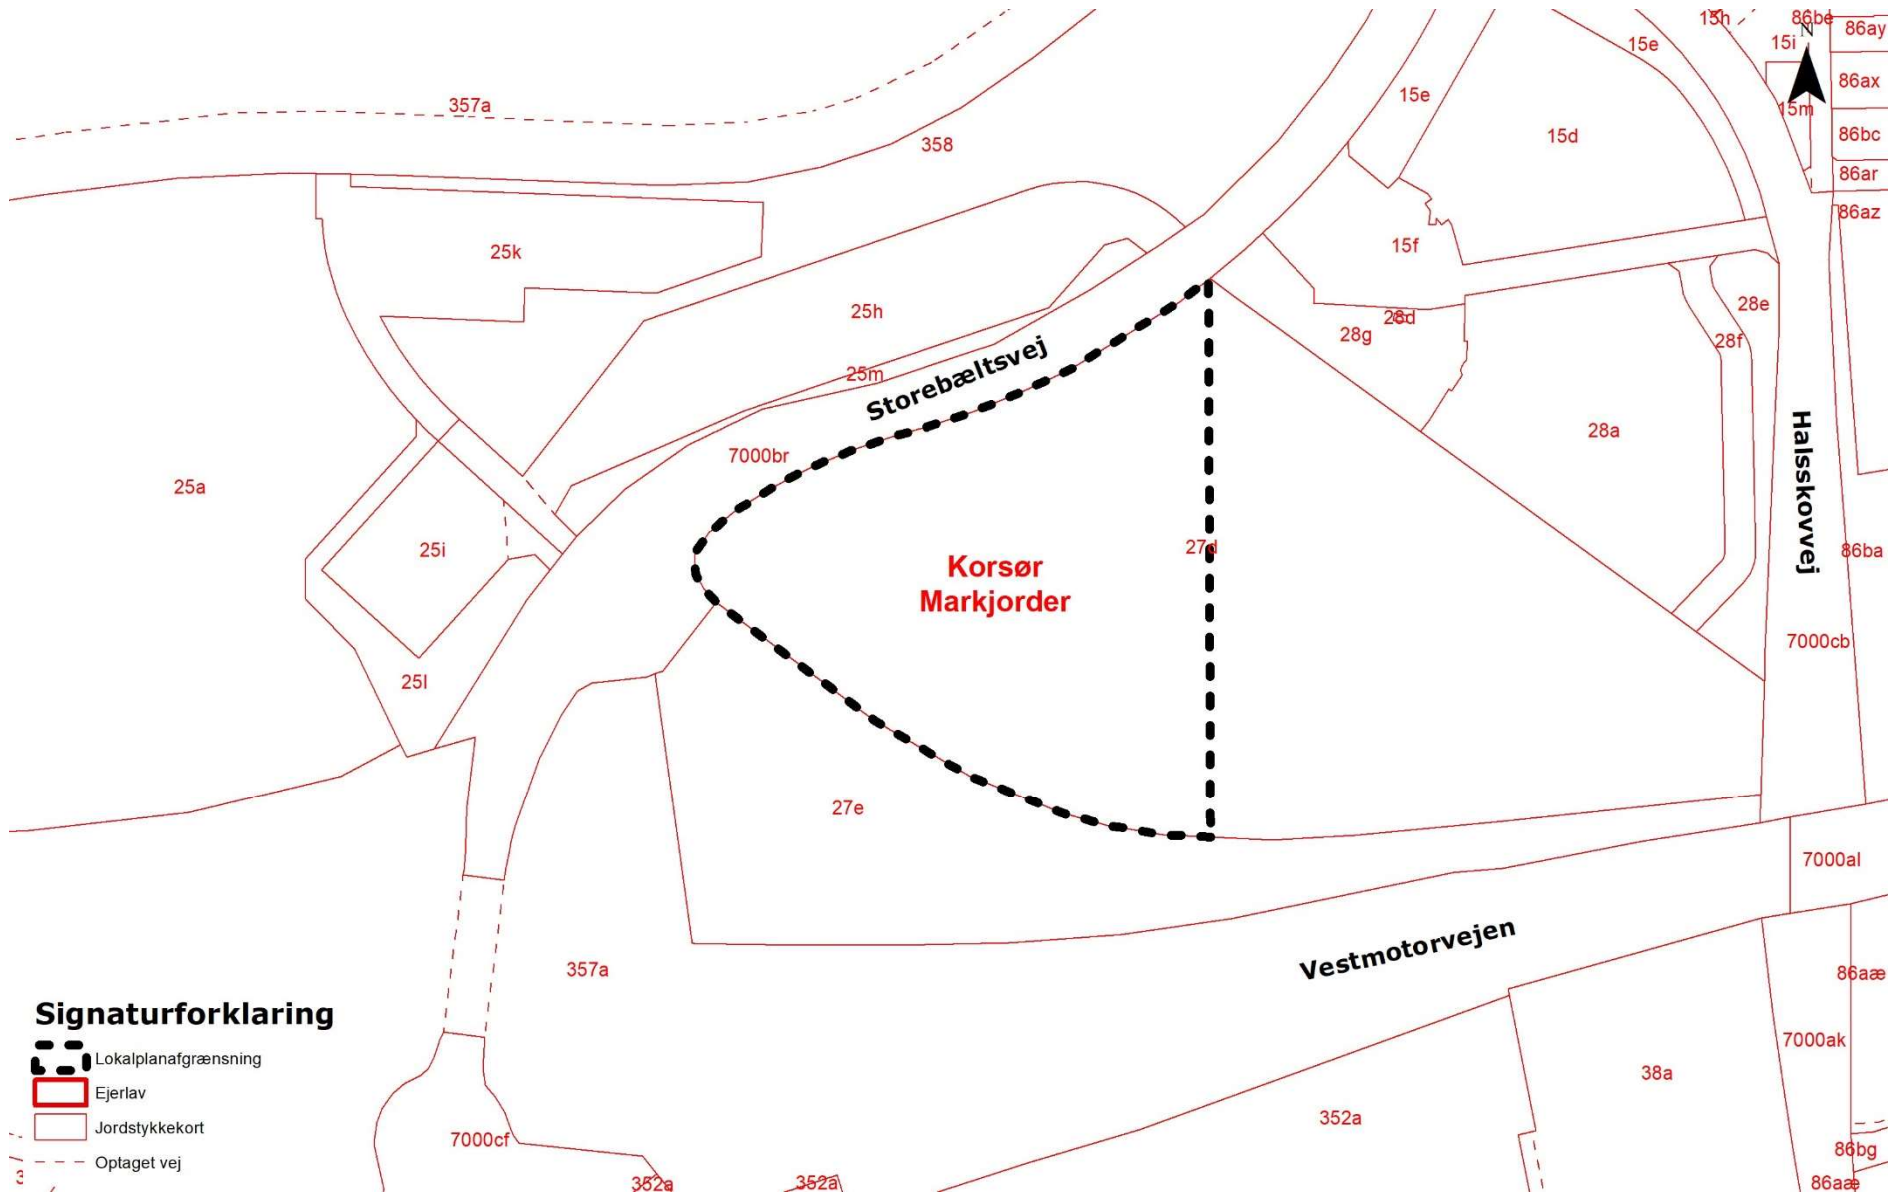 15h
86be
86ay
N
15i
15e
86ax
15e
15m
357a
86bc
15d
358
86ar
86az
15f
25k
28e
25h
28d
28g
28f
Storebæltsvej
25m
28a
7000br
Halsskovvej
25a
27d
25i
86ba
Korsør
Markjorder
7000cb
25l
27e
7000al
Vestmotorvejen
357a
86aæ
Signaturforklaring
Lokalplanafgrænsning
7000ak
38a
Ejerlav
352a
Jordstykkekort
7000cf
86bg
Optaget vej
352a
352a
86aæ